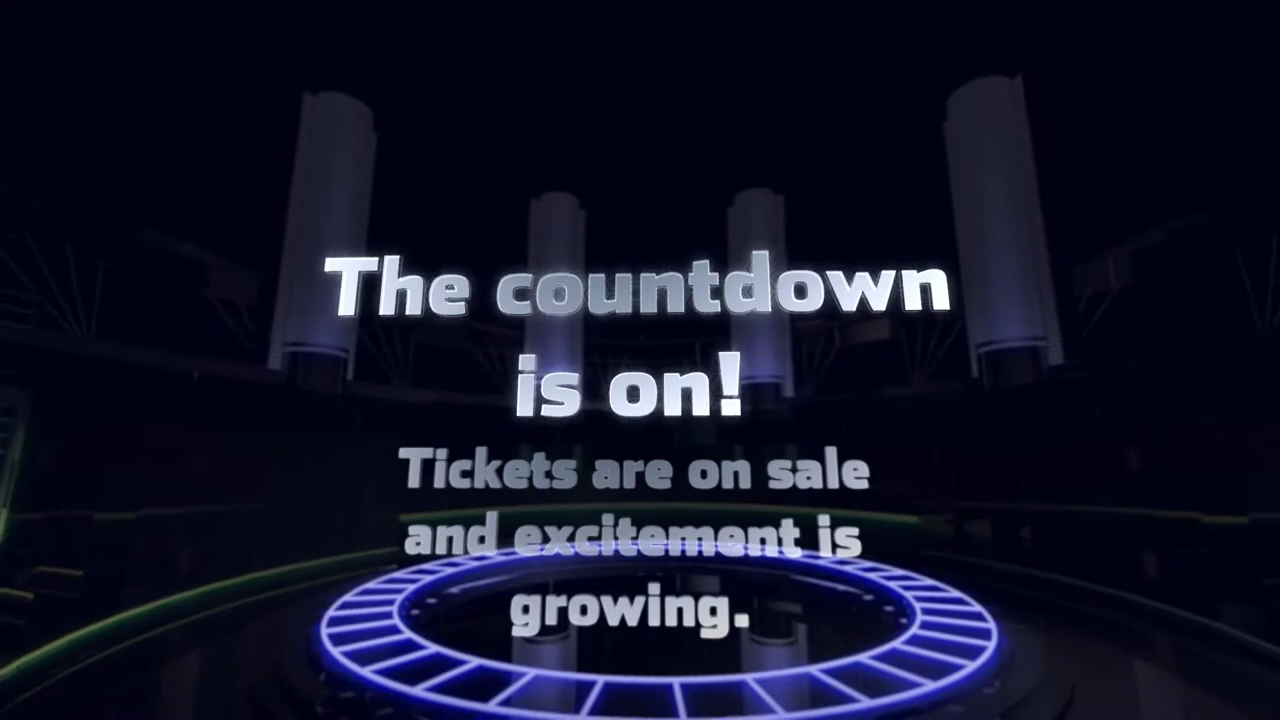 The countdown
is on!
Tickets are on sale
and excitement is
growing.